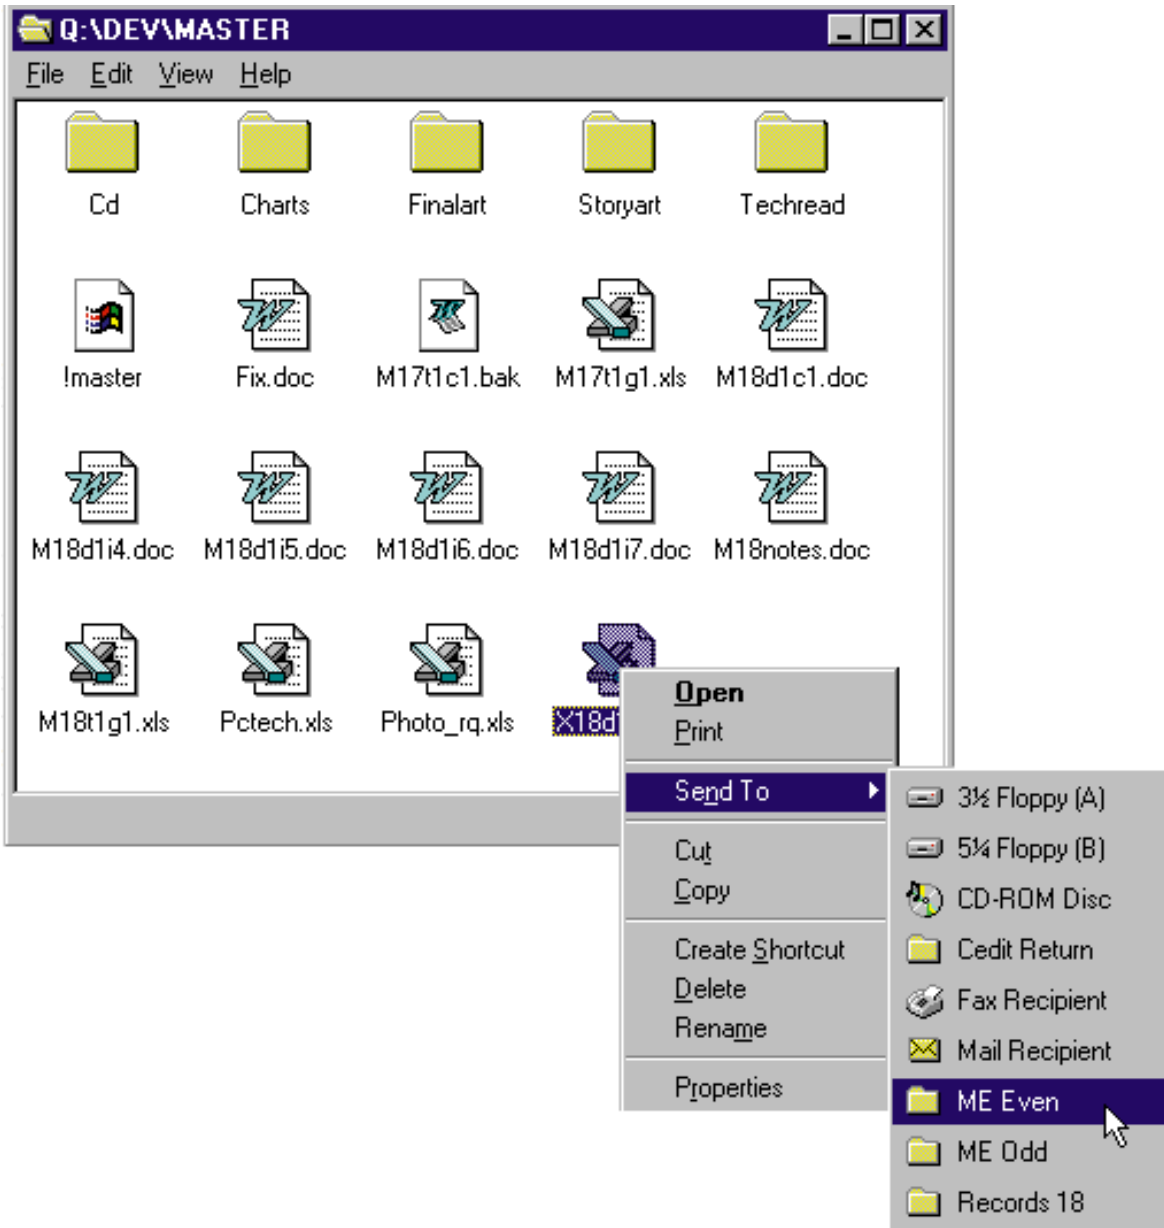 Q:\DEV\MASTER
File Edit View Help
Cd Charts Finalart Storyart Techread
!master Fix.doc M17t1c1.bak M17t1g1.xls M18d1c1.doc
M18d1i4.doc M18d1i5.doc M18d1i6.doc M18d1i7.doc M18notes.doc
M18t1g1.xls Pctech.xls Photo_rq.xls X18d
Open
Print
Send To
Cut
Copy
Create Shortcut
Delete
Rename
Properties
3½ Floppy (A)
5¼ Floppy (B)
CD-ROM Disc
Cedit Return
Fax Recipient
Mail Recipient
ME Even
ME Odd
Records 18